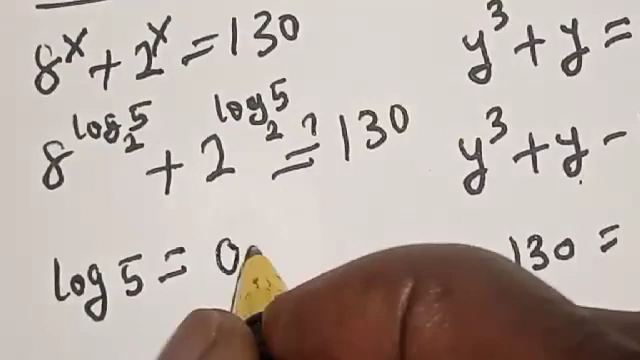 8^x + 2^x = 130
8^{log_2 5} + 2^{log_2 5} ?= 130
log 5 = 0
y^3 + y =
y^3 + y -
130 =